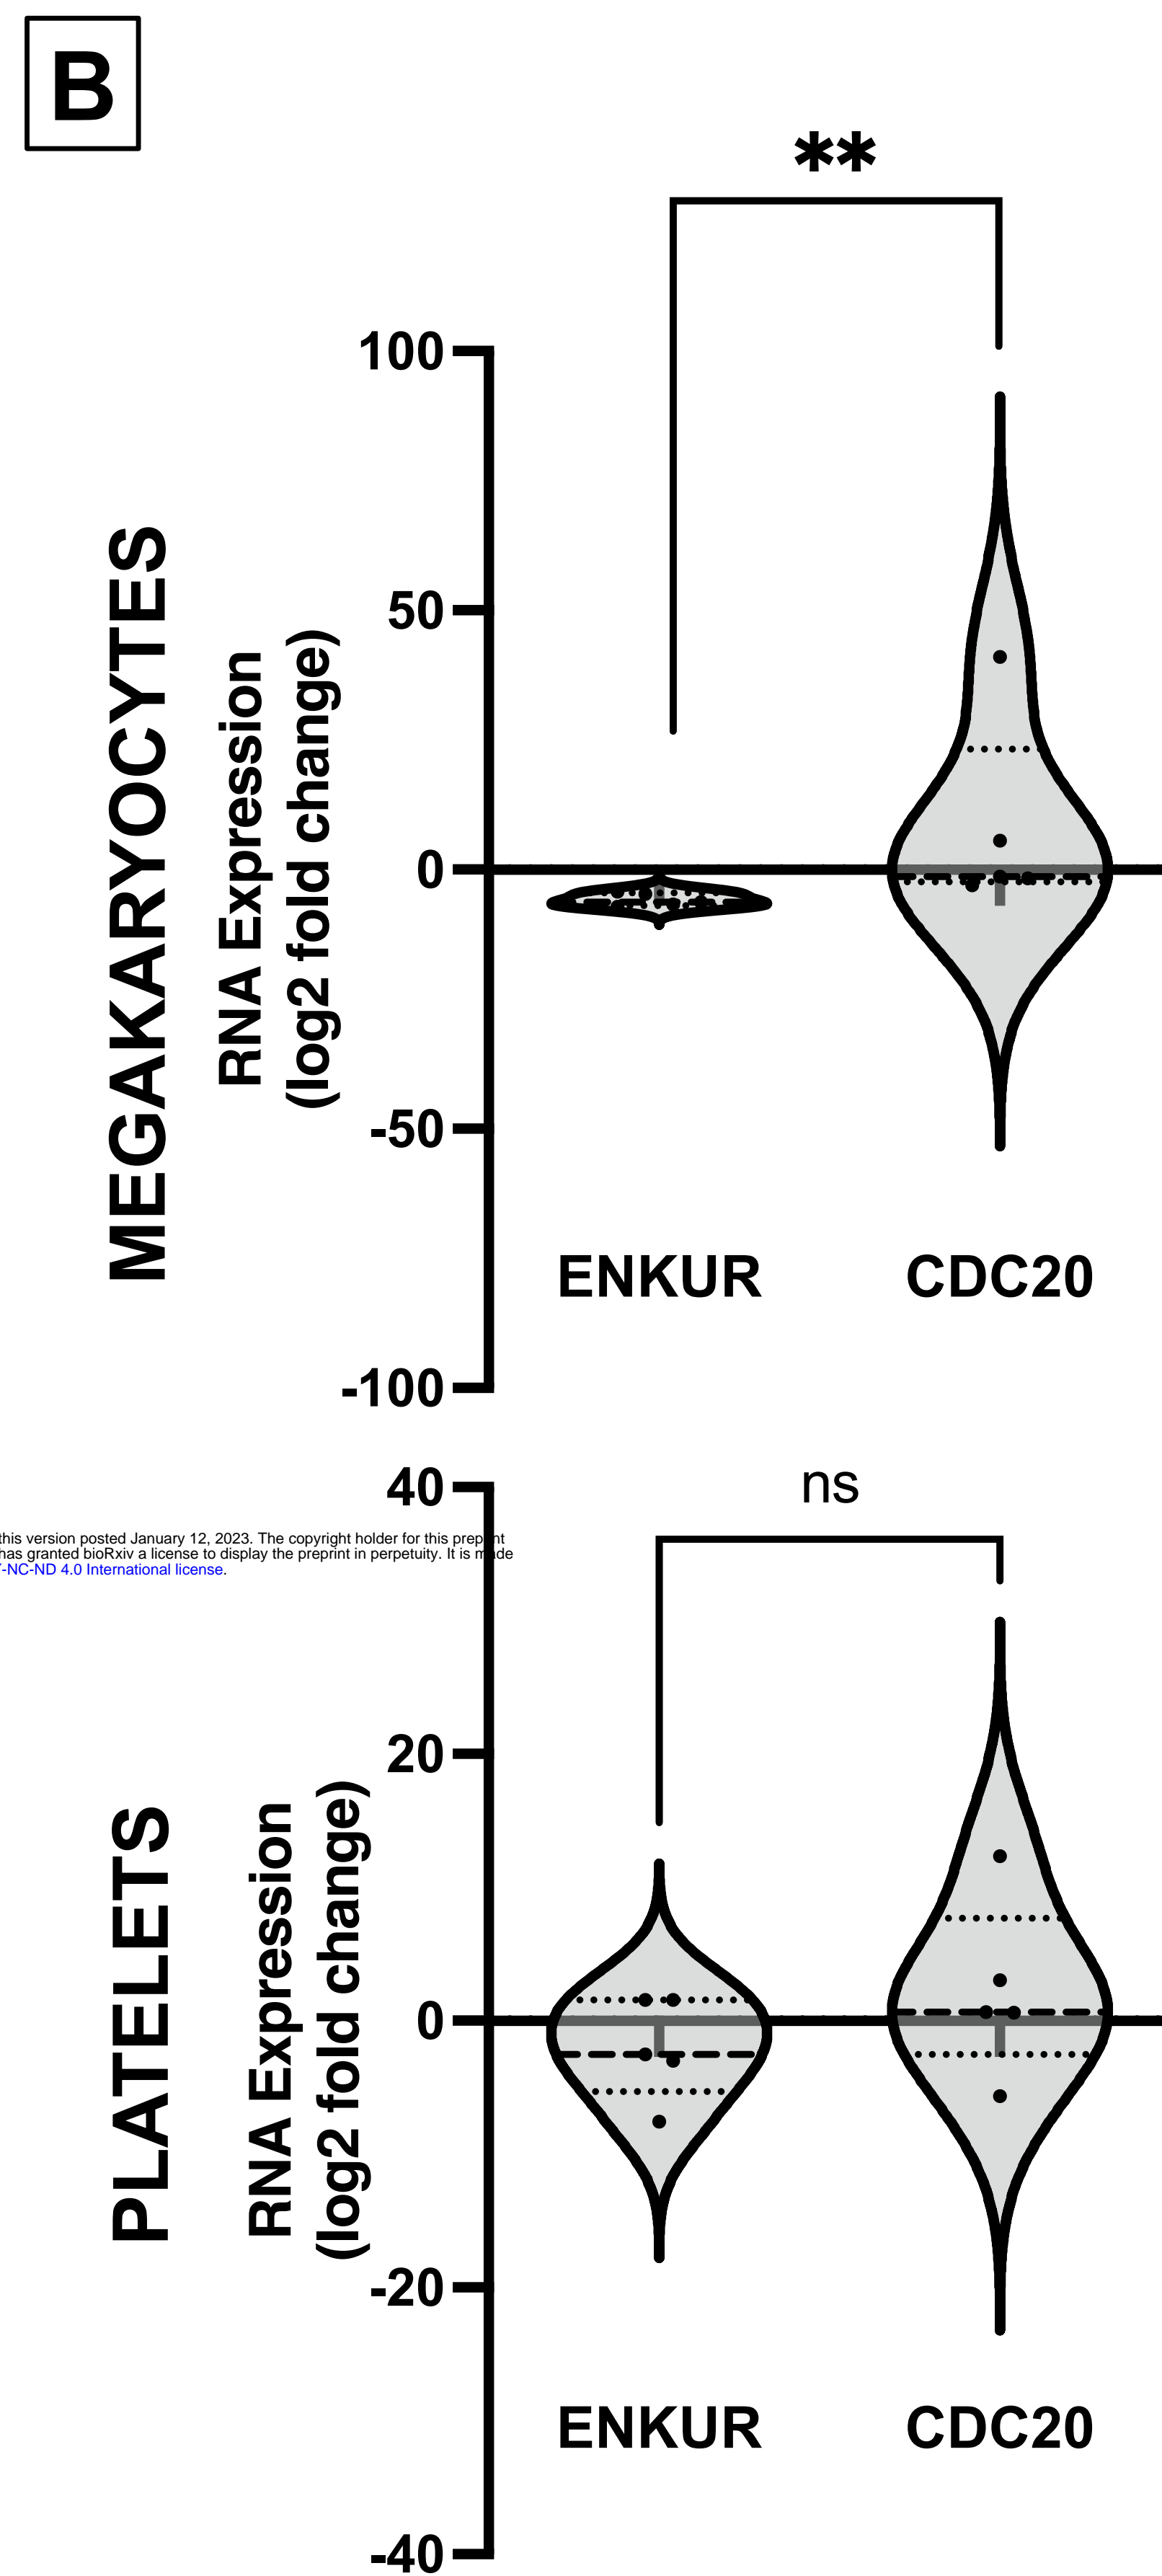 B
**
MEGAKARYOCYTES
RNA Expression
(log2 fold change)
100
50
0
-50
-100
ENKUR CDC20
this version posted January 12, 2023. The copyright holder for this preprint
has granted bioRxiv a license to display the preprint in perpetuity. It is made
-NC-ND 4.0 International license.
ns
PLATELETS
RNA Expression
(log2 fold change)
40
20
0
-20
-40
ENKUR CDC20